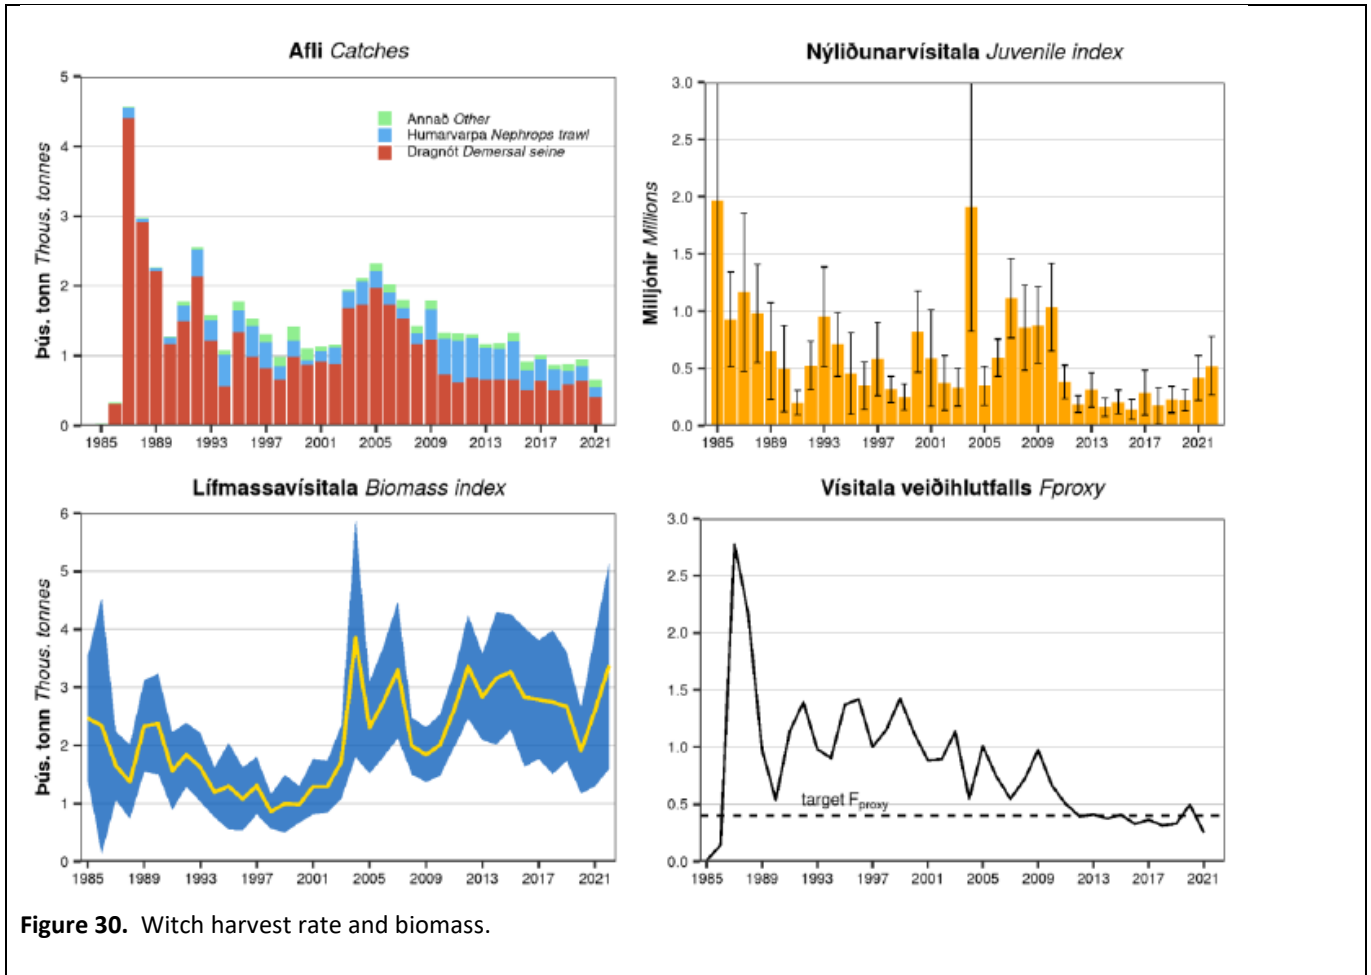 Afli Catches
Þús. tonn Thous. tonnes
5
4
3
2
1
0
Annað Other
Humarvarpa Nephrops trawl
Dragnót Demersal seine
1985 1989 1993 1997 2001 2005 2009 2013 2017 2021
Nýliðunarvísitala Juvenile index
Milljónir Millions
3.0
2.5
2.0
1.5
1.0
0.5
0.0
1985 1989 1993 1997 2001 2005 2009 2013 2017 2021
Lífmassavísitala Biomass index
Þús. tonn Thous. tonnes
6
5
4
3
2
1
0
1985 1989 1993 1997 2001 2005 2009 2013 2017 2021
Vísitala veiðihlutfalls Fproxy
3.0
2.5
2.0
1.5
1.0
0.5
0.0
target Fproxy
1985 1989 1993 1997 2001 2005 2009 2013 2017 2021
Figure 30. Witch harvest rate and biomass.